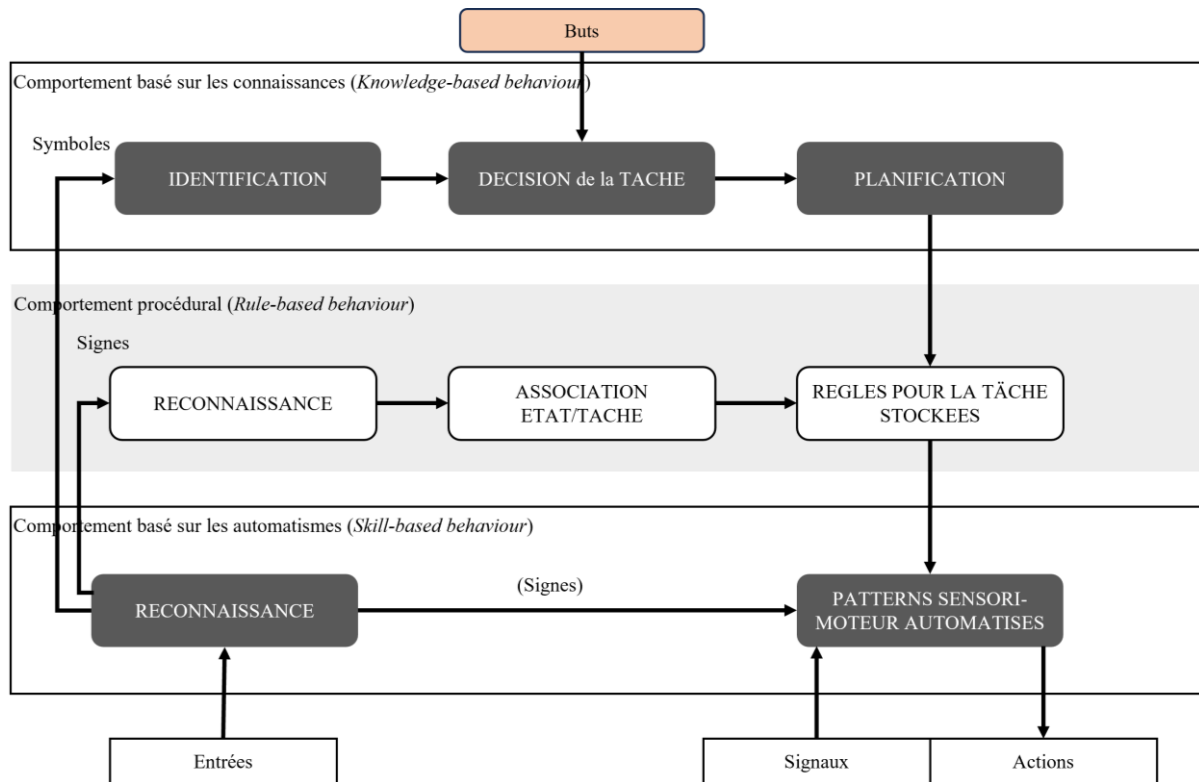 Buts
Comportement basé sur les connaissances (Knowledge-based behaviour)
Symboles
IDENTIFICATION
DECISION de la TACHE
PLANIFICATION
Comportement procédural (Rule-based behaviour)
Signes
RECONNAISSANCE
ASSOCIATION
ETAT/TACHE
REGLES POUR LA TÄCHE
STOCKEES
Comportement basé sur les automatismes (Skill-based behaviour)
(Signes)
RECONNAISSANCE
PATTERNS SENSORI-
MOTEUR AUTOMATISES
Entrées
Signaux
Actions